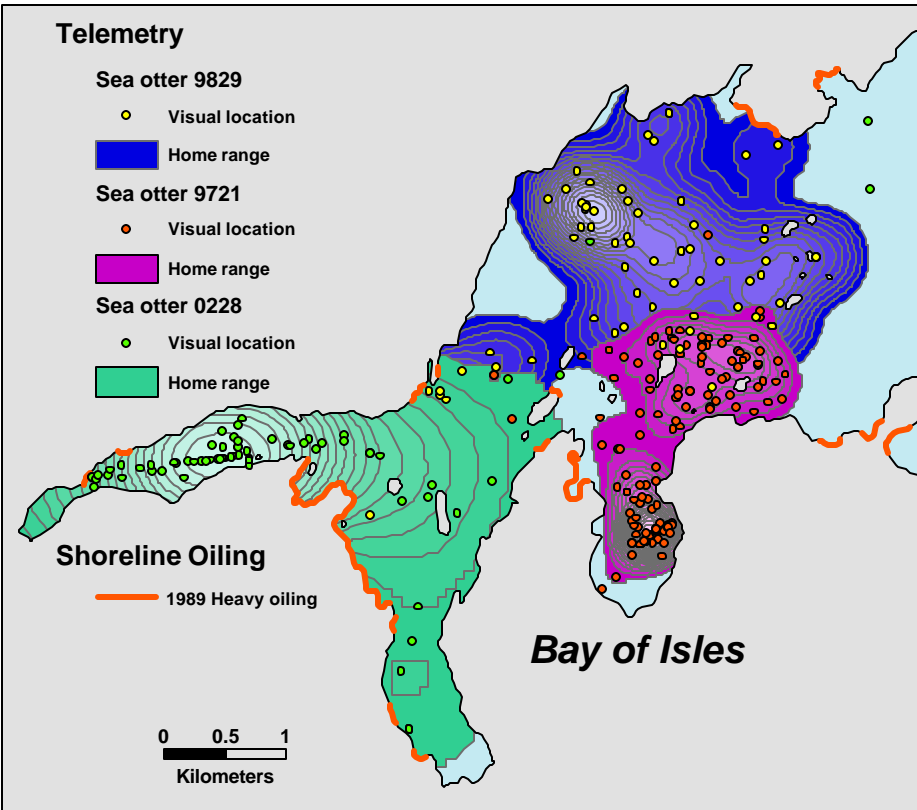 Telemetry
Sea otter 9829
Visual location
Home range
Sea otter 9721
Visual location
Home range
Sea otter 0228
Visual location
Home range
Shoreline Oiling
1989 Heavy oiling
Bay of Isles
0 0.5 1
Kilometers